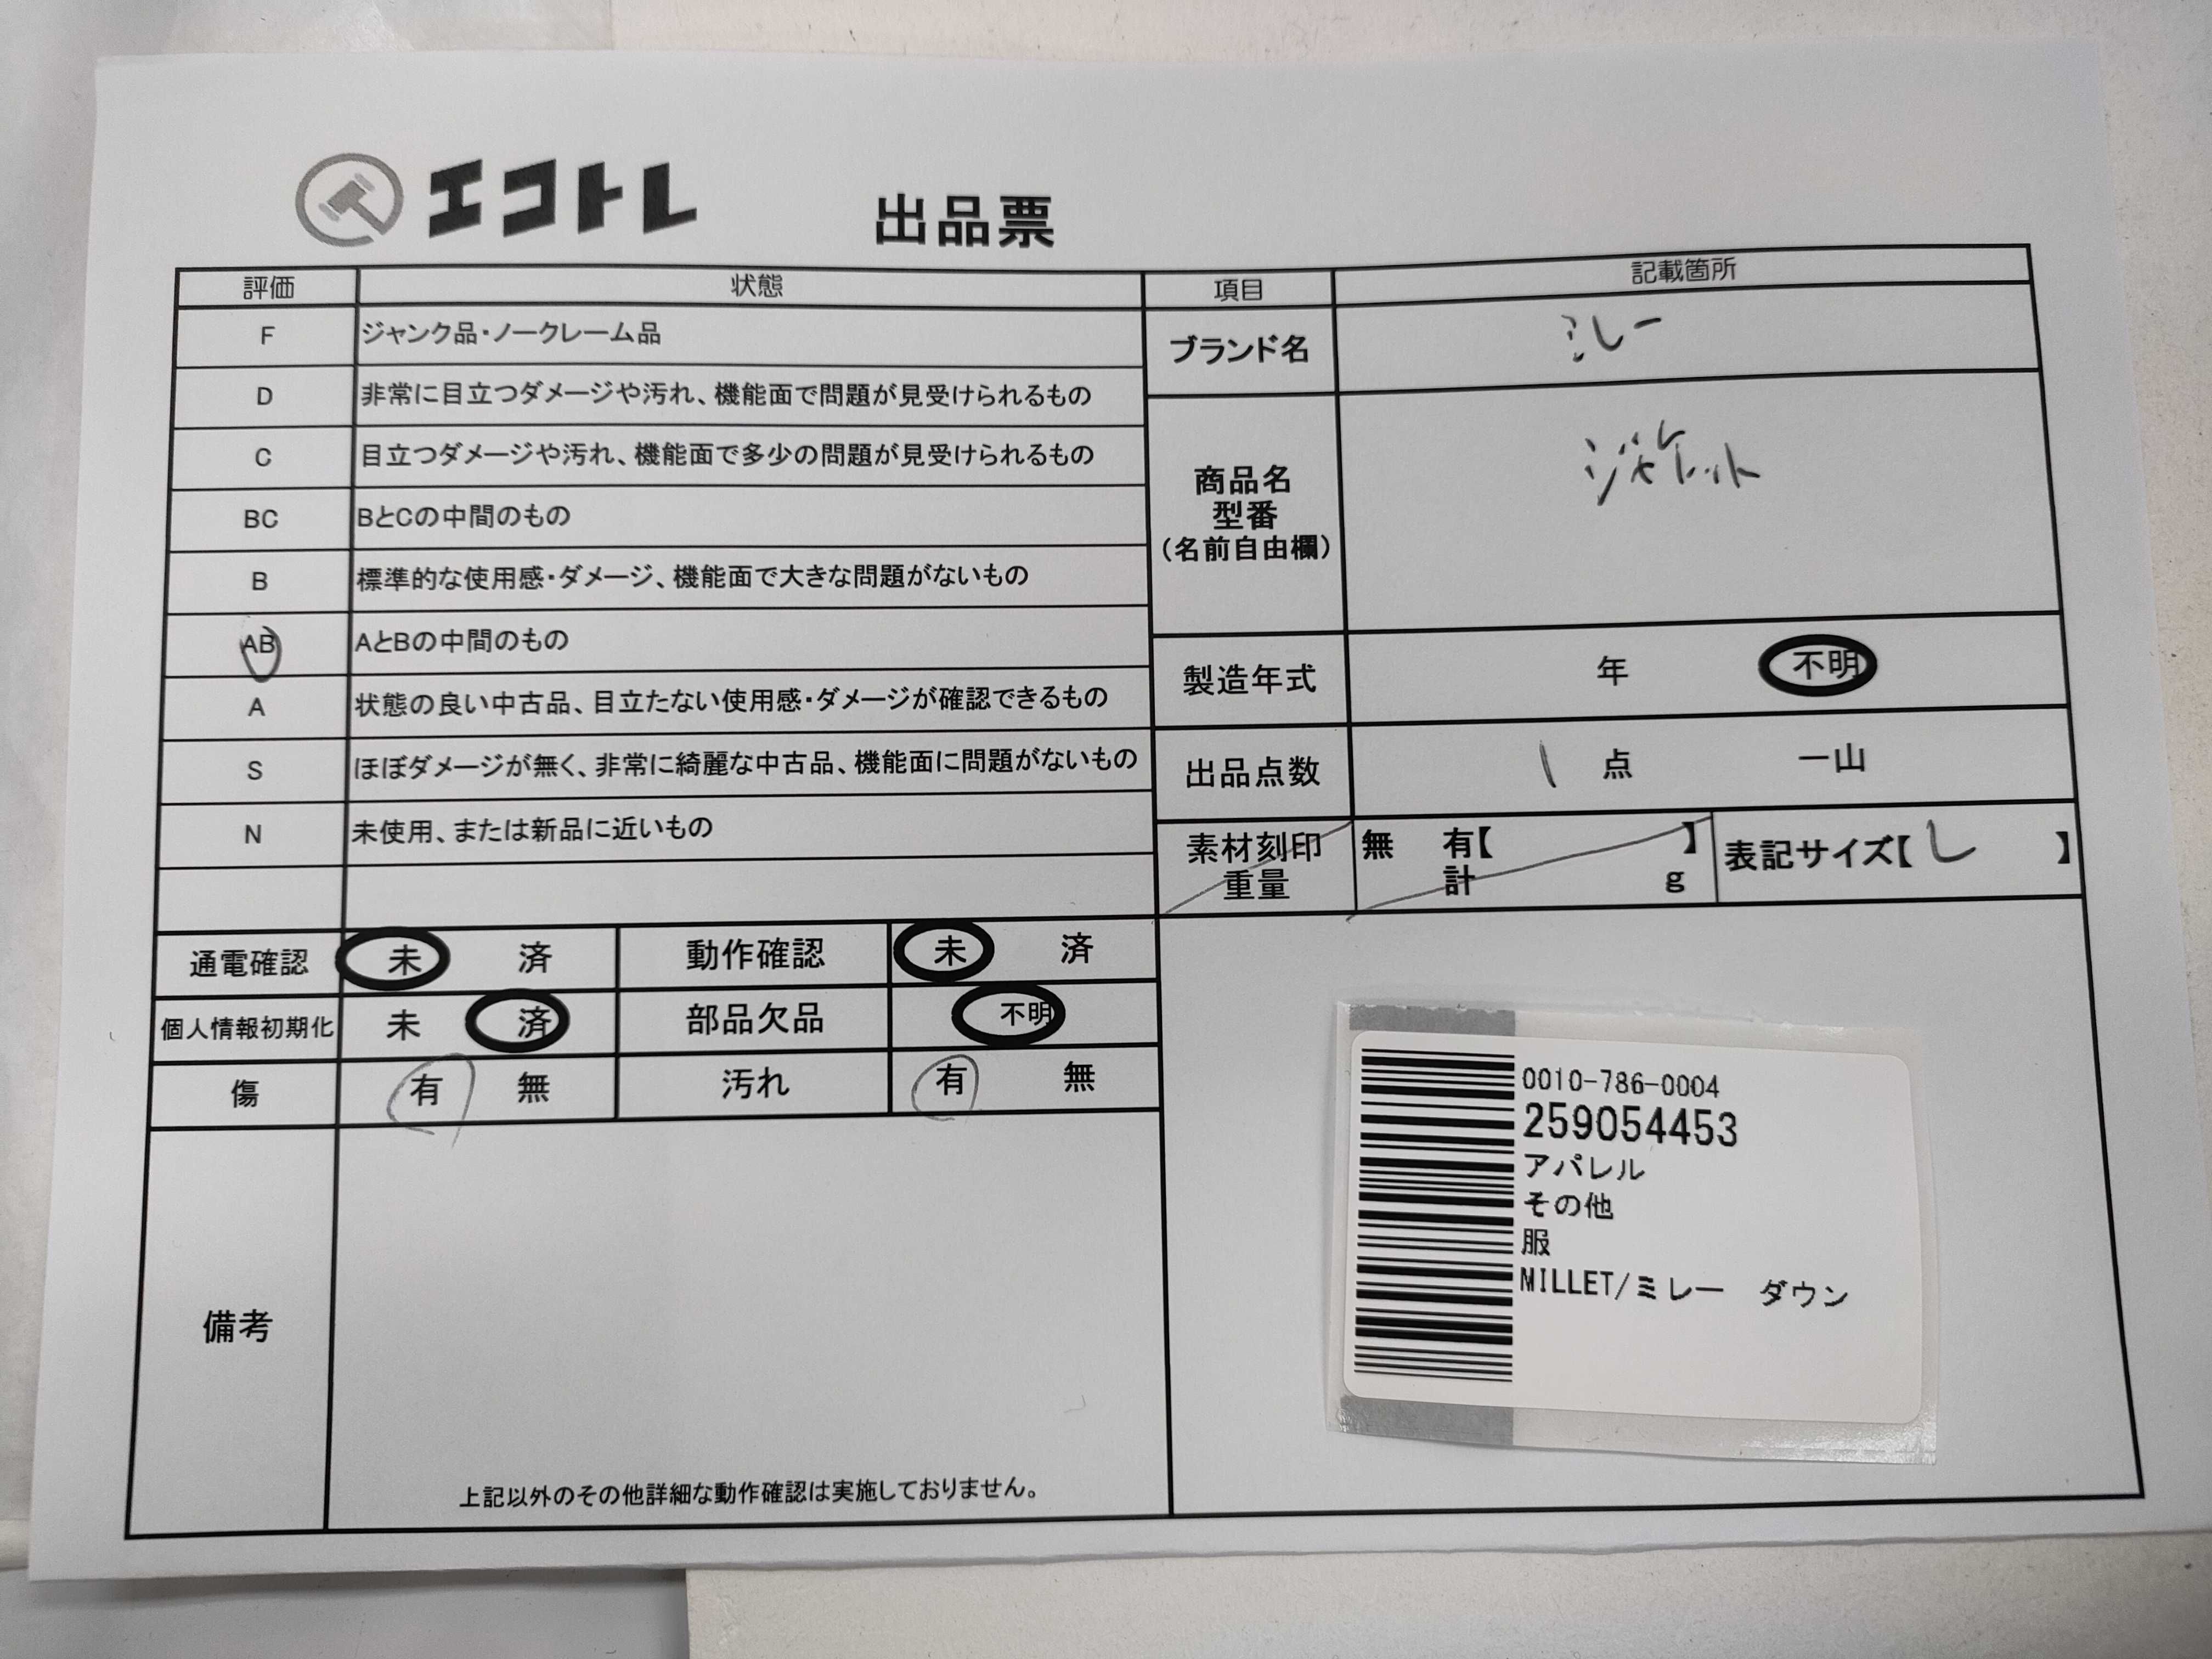 エコトレ
出品票
評価 状態
F ジャンク品・ノークレーム品
D 非常に目立つダメージや汚れ、機能面で問題が見受けられるもの
C 目立つダメージや汚れ、機能面で多少の問題が見受けられるもの
BC BとCの中間のもの
B 標準的な使用感・ダメージ、機能面で大きな問題がないもの
AB AとBの中間のもの
A 状態の良い中古品、目立たない使用感・ダメージが確認できるもの
S ほぼダメージが無く、非常に綺麗な中古品、機能面に問題がないもの
N 未使用、または新品に近いもの
項目 記載箇所
ブランド名 ミレー
商品名
型番
(名前自由欄)
ジャケット
製造年式 年 不明
出品点数 1 点 一山
素材刻印
重量
無 有【 】
計 g
表記サイズ【 L 】
通電確認 未 済 動作確認 未 済
個人情報初期化 未 済 部品欠品 不明
傷 有 無 汚れ 有 無
備考
上記以外のその他詳細な動作確認は実施しておりません。
0010-786-0004
259054453
アパレル
その他
服
MILLET/ミレー ダウン